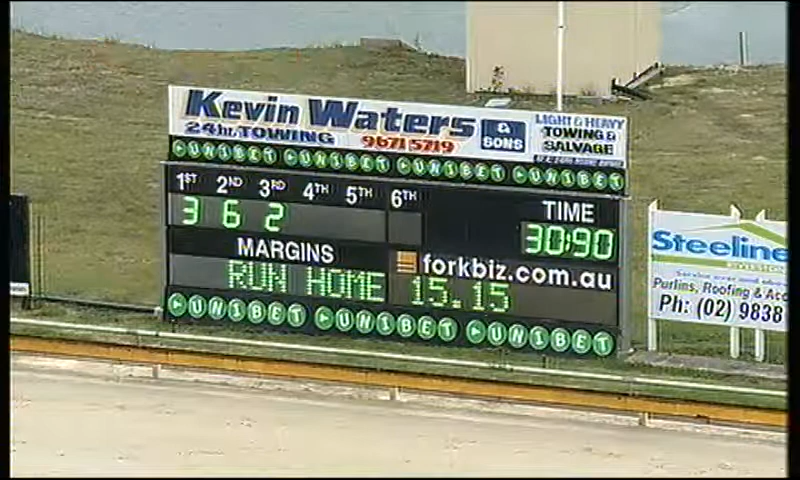 Kevin Waters & SONS
24hr. TOWING 9671 5719
LIGHT & HEAVY
TOWING &
SALVAGE
UNIBET UNIBET UNIBET UNIBET
1ST 2ND 3RD 4TH 5TH 6TH TIME
3 6 2 30:90
MARGINS forkbiz.com.au
RUN HOME 15.15
UNIBET UNIBET UNIBET
Steeline
Purlins, Roofing & Acc
Ph: (02) 9838